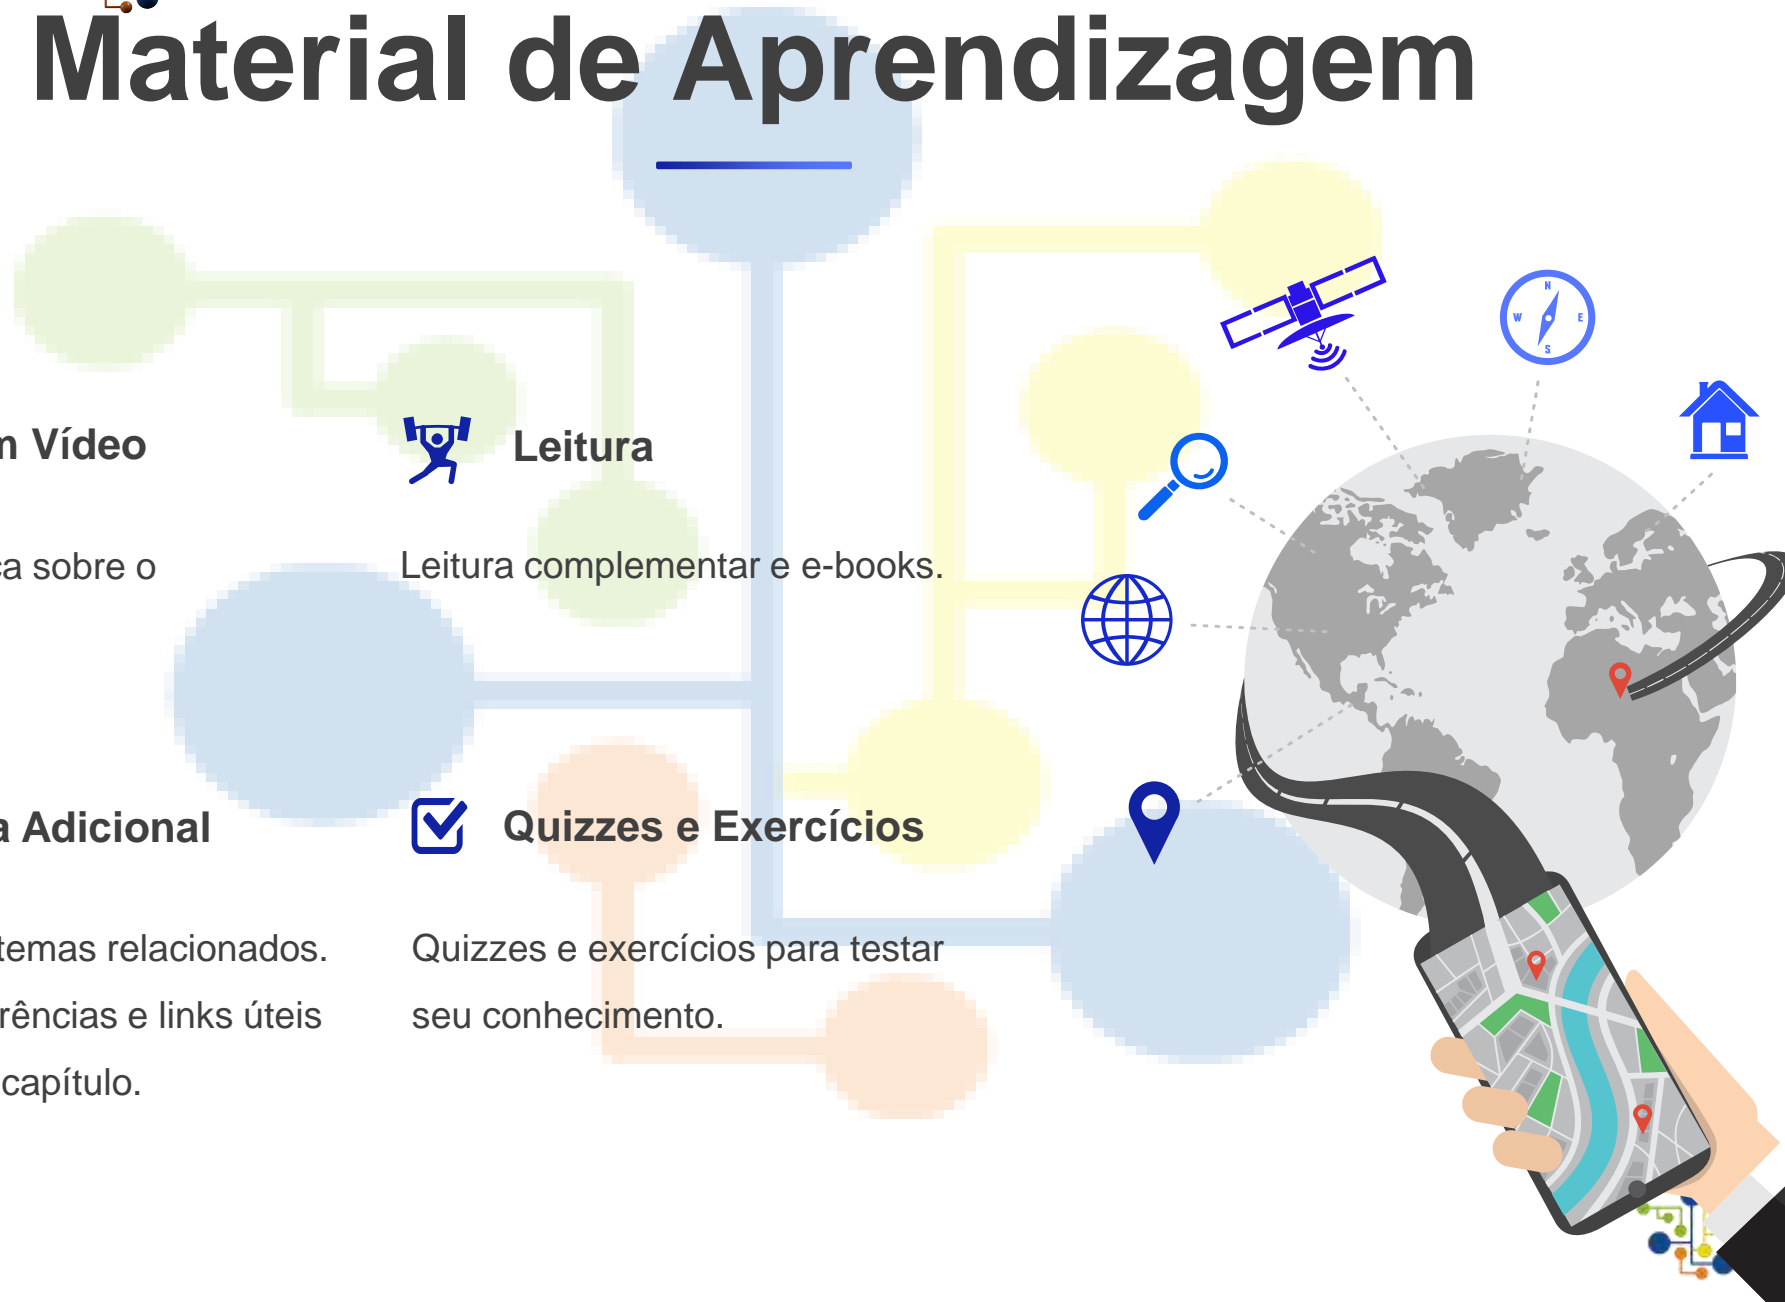 Material de Aprendizagem
Vídeo
Leitura
sobre o
Leitura complementar e e-books.
Adicional
Quizzes e Exercícios
temas relacionados.
Quizzes e exercícios para testar
e links úteis
seu conhecimento.
capítulo.
N
W
E
S